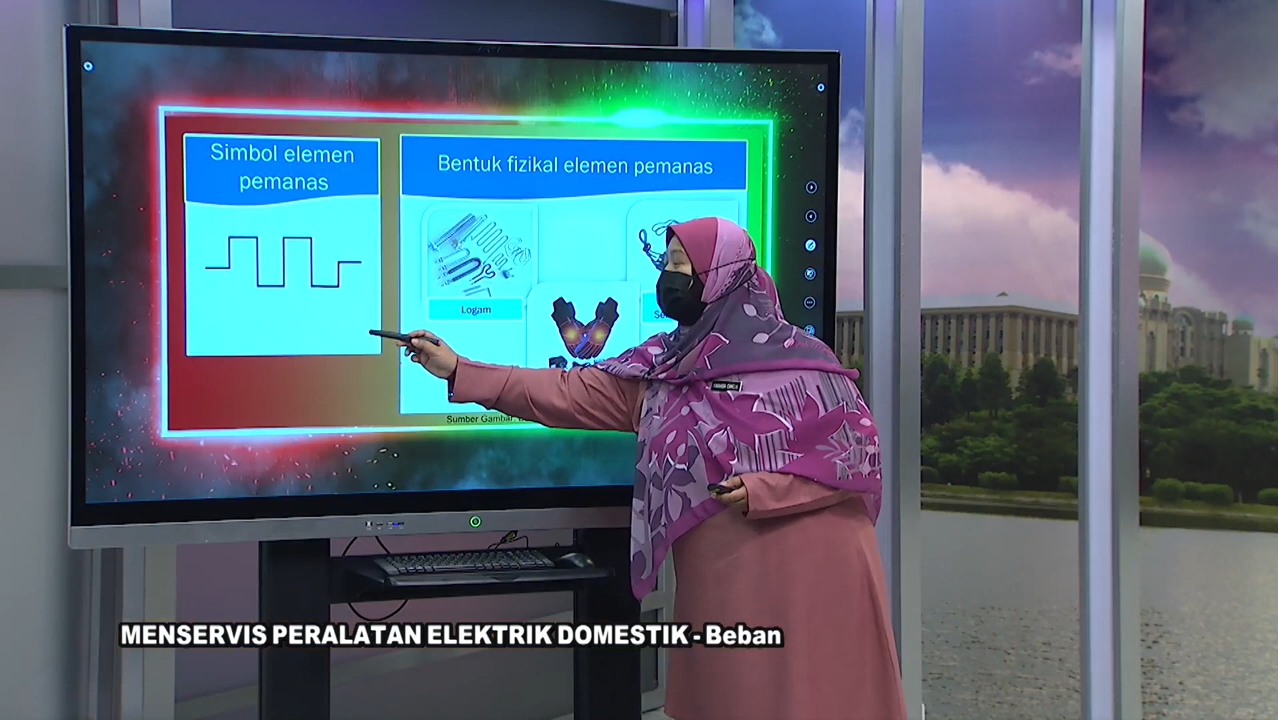 Simbol elemen
pemanas
Bentuk fizikal elemen pemanas
Logam
Sumber Gambar
MENSERVIS PERALATAN ELEKTRIK DOMESTIK - Beban